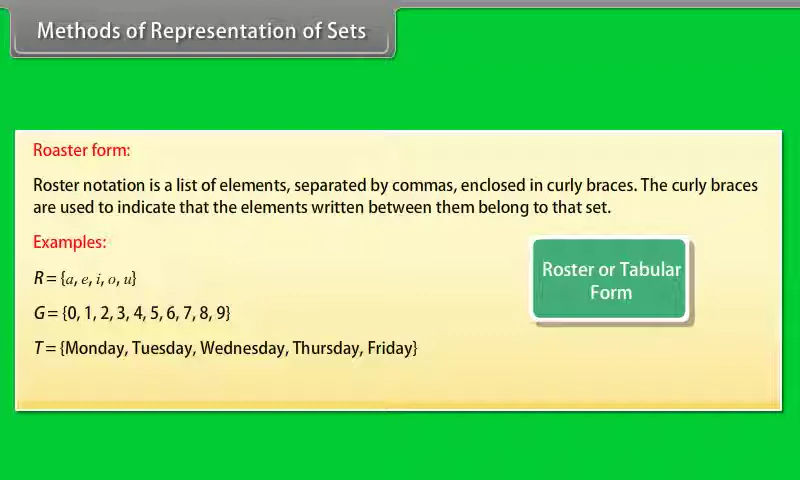 Methods of Representation of Sets
Roaster form:
Roster notation is a list of elements, separated by commas, enclosed in curly braces. The curly braces
are used to indicate that the elements written between them belong to that set.
Examples:
R = {a, e, i, o, u}
G = {0, 1, 2, 3, 4, 5, 6, 7, 8, 9}
T = {Monday, Tuesday, Wednesday, Thursday, Friday}
Roster or Tabular
Form